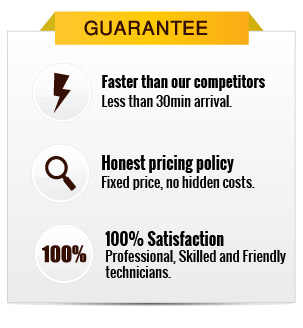 GUARANTEE
Faster than our competitors
Less than 30min arrival.
Honest pricing policy
Fixed price, no hidden costs.
100%
100% Satisfaction
Professional, Skilled and Friendly
technicians.